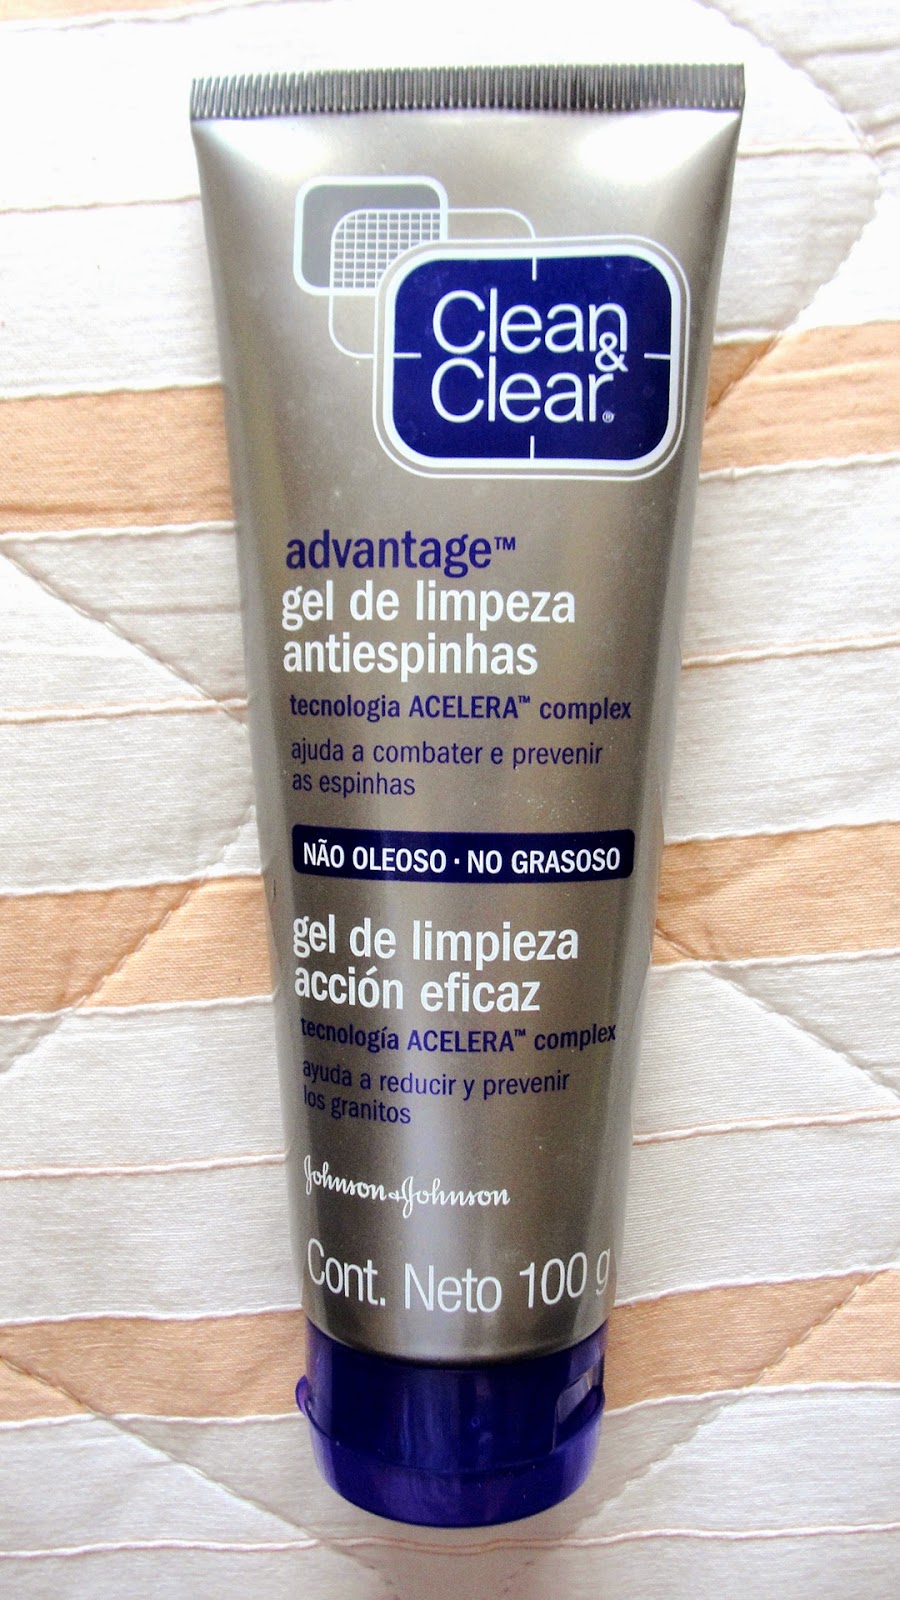 Clean
&
Clear®
advantage™
gel de limpeza
antiespinhas
tecnologia ACELERA™ complex
ajuda a combater e prevenir
as espinhas
NÃO OLEOSO · NO GRASOSO
gel de limpieza
acción eficaz
tecnología ACELERA™ complex
ayuda a reducir y prevenir
los granitos
Johnson & Johnson
Cont. Neto 100 g